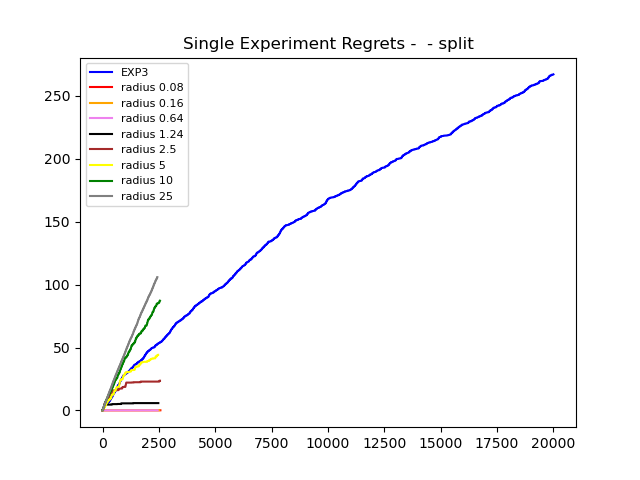 Single Experiment Regrets -  - split
EXP3
radius 0.08
radius 0.16
radius 0.64
radius 1.24
radius 2.5
radius 5
radius 10
radius 25
250
200
150
100
50
0
0 2500 5000 7500 10000 12500 15000 17500 20000